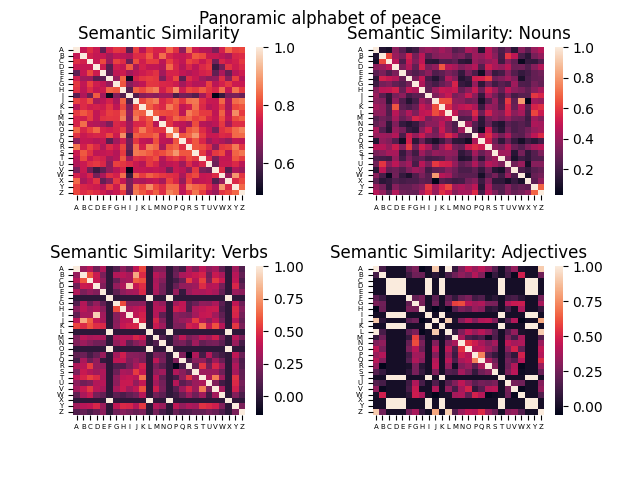 Panoramic alphabet of peace
Semantic Similarity
A
B
C
D
E
F
G
H
I
J
K
L
M
N
O
P
Q
R
S
T
U
V
W
X
Y
Z
A B C D E F G H I J K L M N O P Q R S T U V W X Y Z
1.0
0.8
0.6
Semantic Similarity: Nouns
A
B
C
D
E
F
G
H
I
J
K
L
M
N
O
P
Q
R
S
T
U
V
W
X
Y
Z
A B C D E F G H I J K L M N O P Q R S T U V W X Y Z
1.0
0.8
0.6
0.4
0.2
Semantic Similarity: Verbs
A
B
C
D
E
F
G
H
I
J
K
L
M
N
O
P
Q
R
S
T
U
V
W
X
Y
Z
A B C D E F G H I J K L M N O P Q R S T U V W X Y Z
1.00
0.75
0.50
0.25
0.00
Semantic Similarity: Adjectives
A
B
C
D
E
F
G
H
I
J
K
L
M
N
O
P
Q
R
S
T
U
V
W
X
Y
Z
A B C D E F G H I J K L M N O P Q R S T U V W X Y Z
1.00
0.75
0.50
0.25
0.00